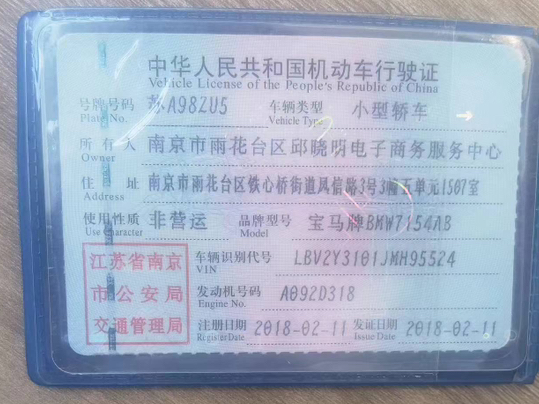 中华人民共和国机动车行驶证
Vehicle License of the People's Republic of China
号牌号码 苏A98ZU5 车辆类型 小型轿车
Plate No. Vehicle Type
所有人 南京市雨花台区邱晓明电子商务服务中心
Owner
住址 南京市雨花台区铁心桥街道凤信路3号3幢五单元1507室
Address
使用性质 非营运 品牌型号 宝马牌BMW7154AB
Use Character Model
江苏省南京
市公安局
交通管理局
车辆识别代号 LBV2Y3101JMH95524
VIN
发动机号码 A092D318
Engine No.
注册日期 2018-02-11 发证日期 2018-02-11
Register Date Issue Date